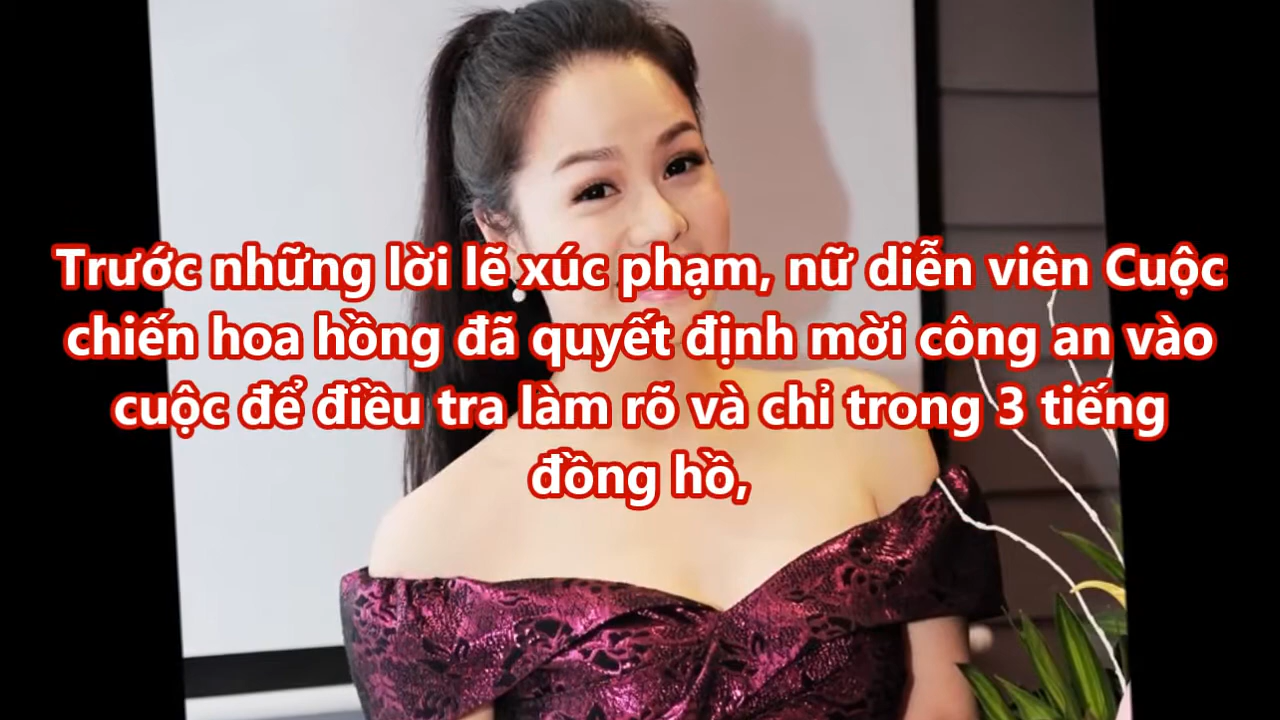 Trước những lời lẽ xúc phạm, nữ diễn viên Cuộc
chiến hoa hồng đã quyết định mời công an vào
cuộc để điều tra làm rõ và chỉ trong 3 tiếng
đồng hồ,